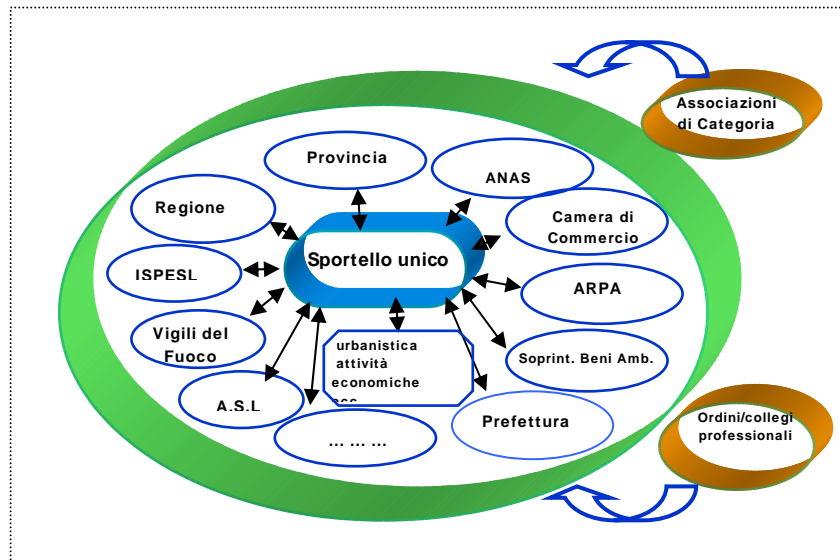 Associazioni
di Categoria
Provincia
ANAS
Regione
Camera di
Commercio
Sportello unico
ISPESL
ARPA
Vigili del
Fuoco
urbanistica
attività
economiche
Soprint. Beni Amb.
A.S.L
Prefettura
... ... ...
Ordini/collegi
professionali